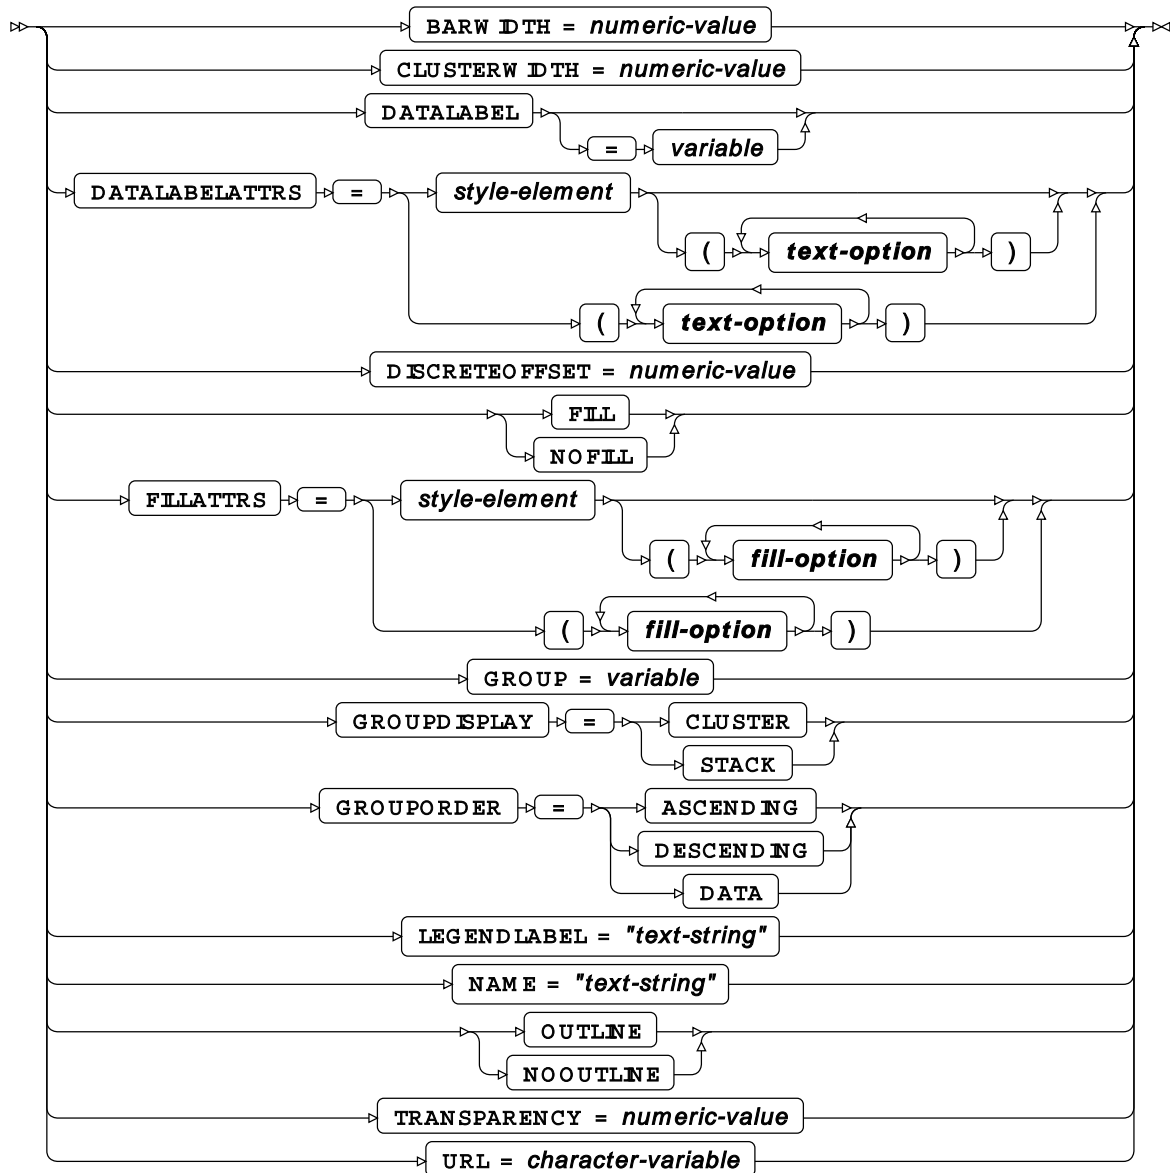 BARWIDTH = numeric-value
CLUSTERWIDTH = numeric-value
DATALABEL
= variable
DATALABELATTRS = style-element
( text-option )
( text-option )
DISCRETEOFFSET = numeric-value
FILL
NOFILL
FILLATTRS = style-element
( fill-option )
( fill-option )
GROUP = variable
GROUPDISPLAY = CLUSTER
STACK
GROUPORDER = ASCENDING
DESCENDING
DATA
LEGENDLABEL = "text-string"
NAME = "text-string"
OUTLINE
NOOUTLINE
TRANSPARENCY = numeric-value
URL = character-variable